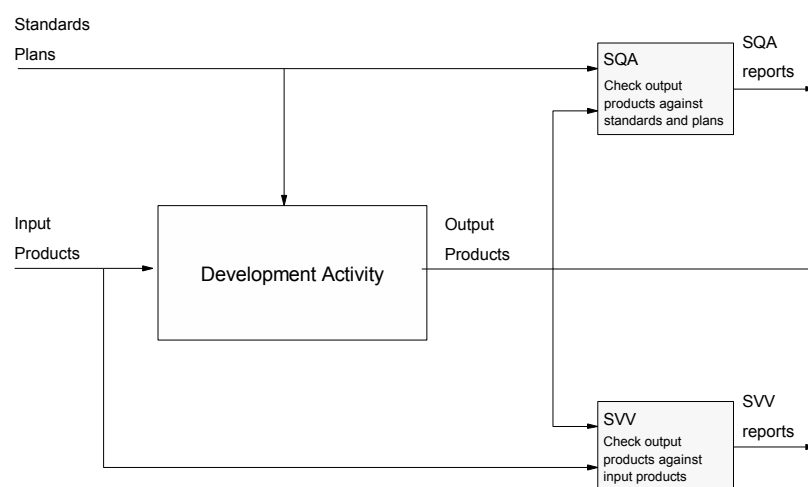 Standards
Plans
SQA
Check output
products against
standards and plans
SQA
reports
Input
Products
Development Activity
Output
Products
SVV
Check output
products against
input products
SVV
reports